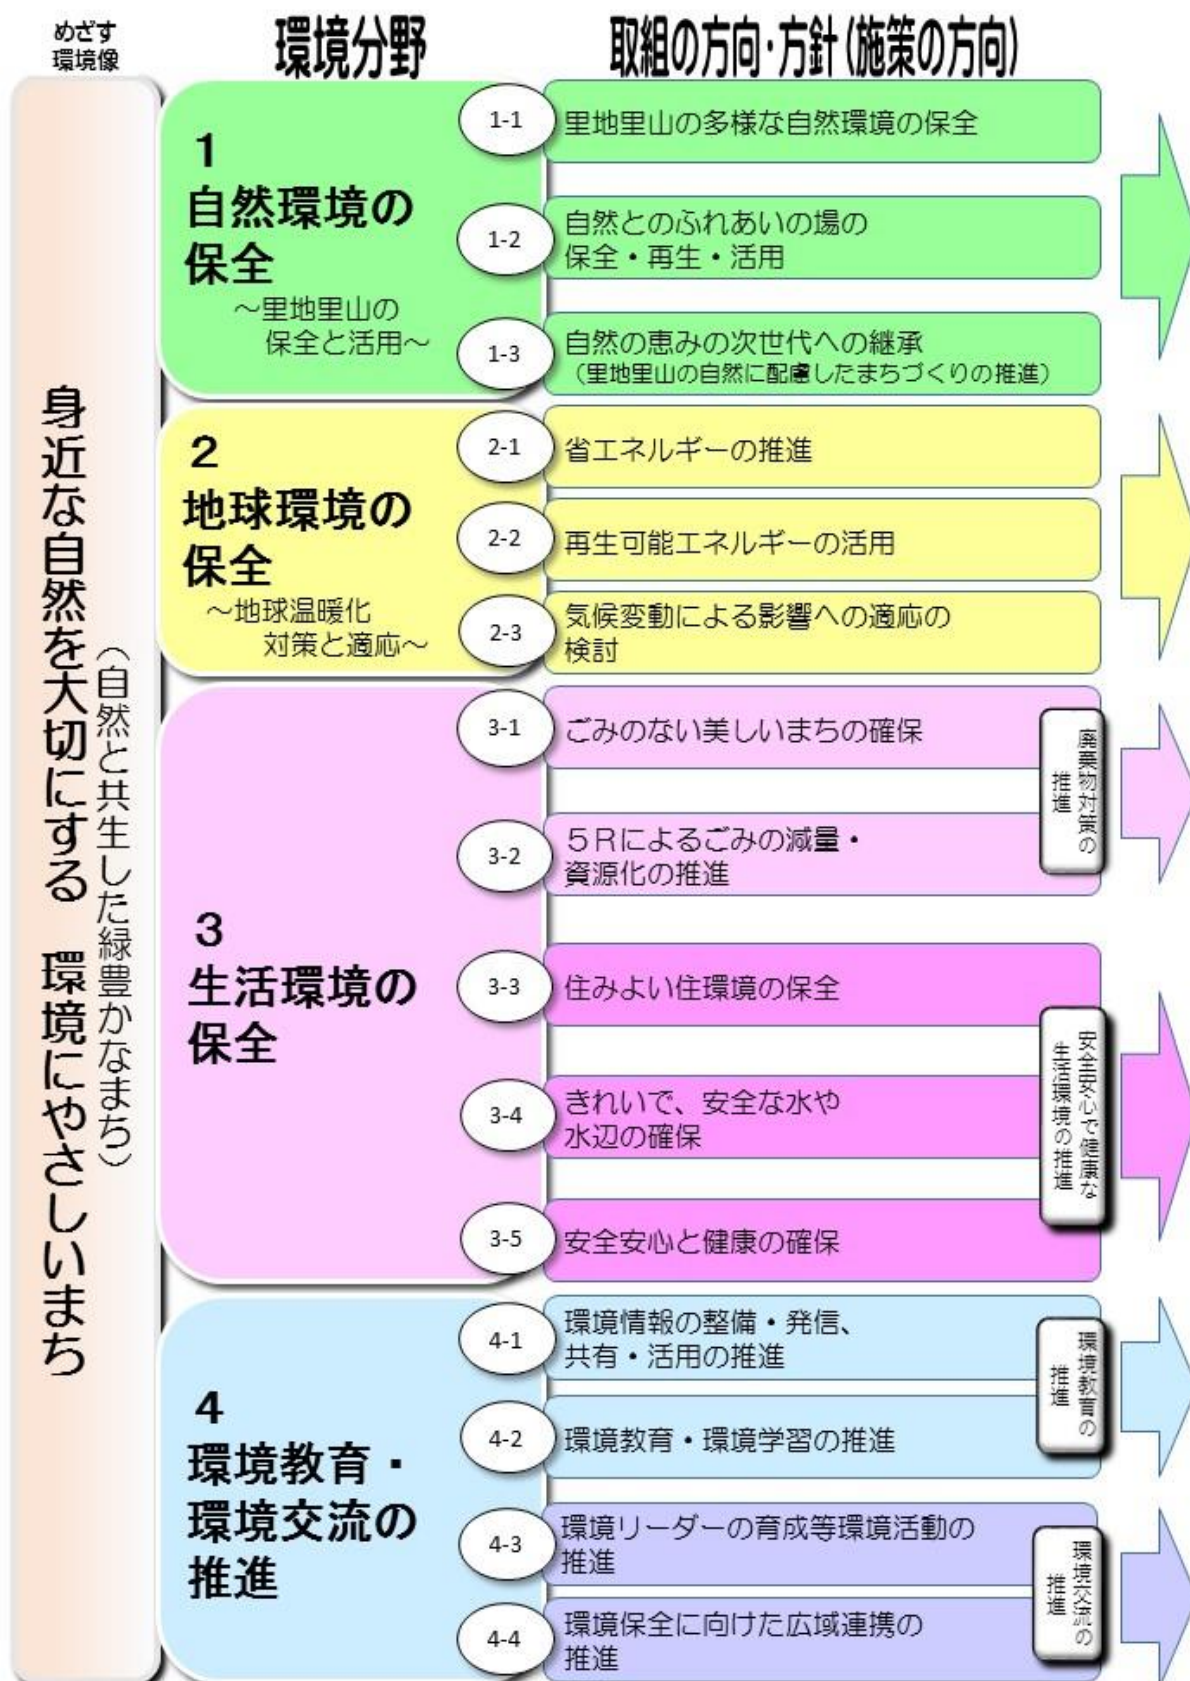 めざす
環境像
環境分野
取組の方向・方針(施策の方向)
身近な自然を大切にする　環境にやさしいまち
(自然と共生した緑豊かなまち)
1
自然環境の
保全
～里地里山の
保全と活用～
1-1
里地里山の多様な自然環境の保全
1-2
自然とのふれあいの場の
保全・再生・活用
1-3
自然の恵みの次世代への継承
(里地里山の自然に配慮したまちづくりの推進)
2
地球環境の
保全
～地球温暖化
対策と適応～
2-1
省エネルギーの推進
2-2
再生可能エネルギーの活用
2-3
気候変動による影響への適応の
検討
3
生活環境の
保全
3-1
ごみのない美しいまちの確保
3-2
５Ｒによるごみの減量・
資源化の推進
廃棄物対策の
推進
3-3
住みよい住環境の保全
3-4
きれいで、安全な水や
水辺の確保
3-5
安全安心と健康の確保
安全安心で健康な
生活環境の推進
4
環境教育・
環境交流の
推進
4-1
環境情報の整備・発信、
共有・活用の推進
4-2
環境教育・環境学習の推進
環境教育の
推進
4-3
環境リーダーの育成等環境活動の
推進
4-4
環境保全に向けた広域連携の
推進
環境交流の
推進